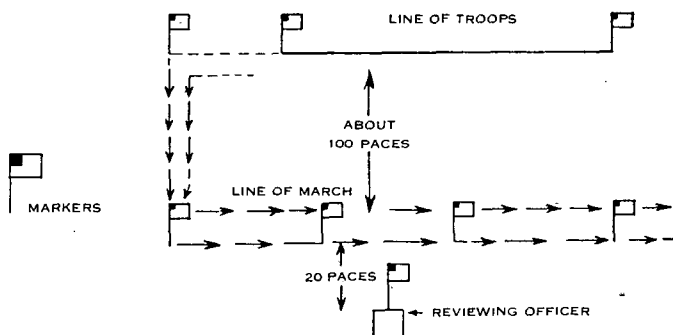 LINE OF TROOPS
ABOUT
100 PACES
MARKERS
LINE OF MARCH
20 PACES
REVIEWING OFFICER